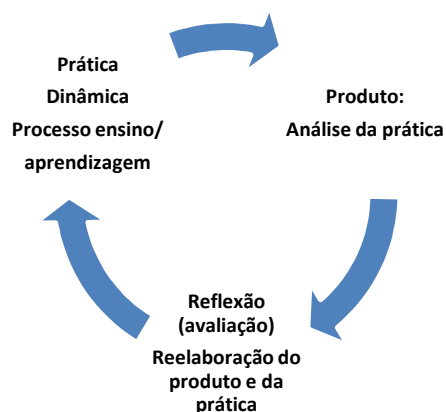 Prática
Dinâmica
Processo ensino/
aprendizagem
Produto:
Análise da prática
Reflexão
(avaliação)
Reelaboração do
produto e da
prática